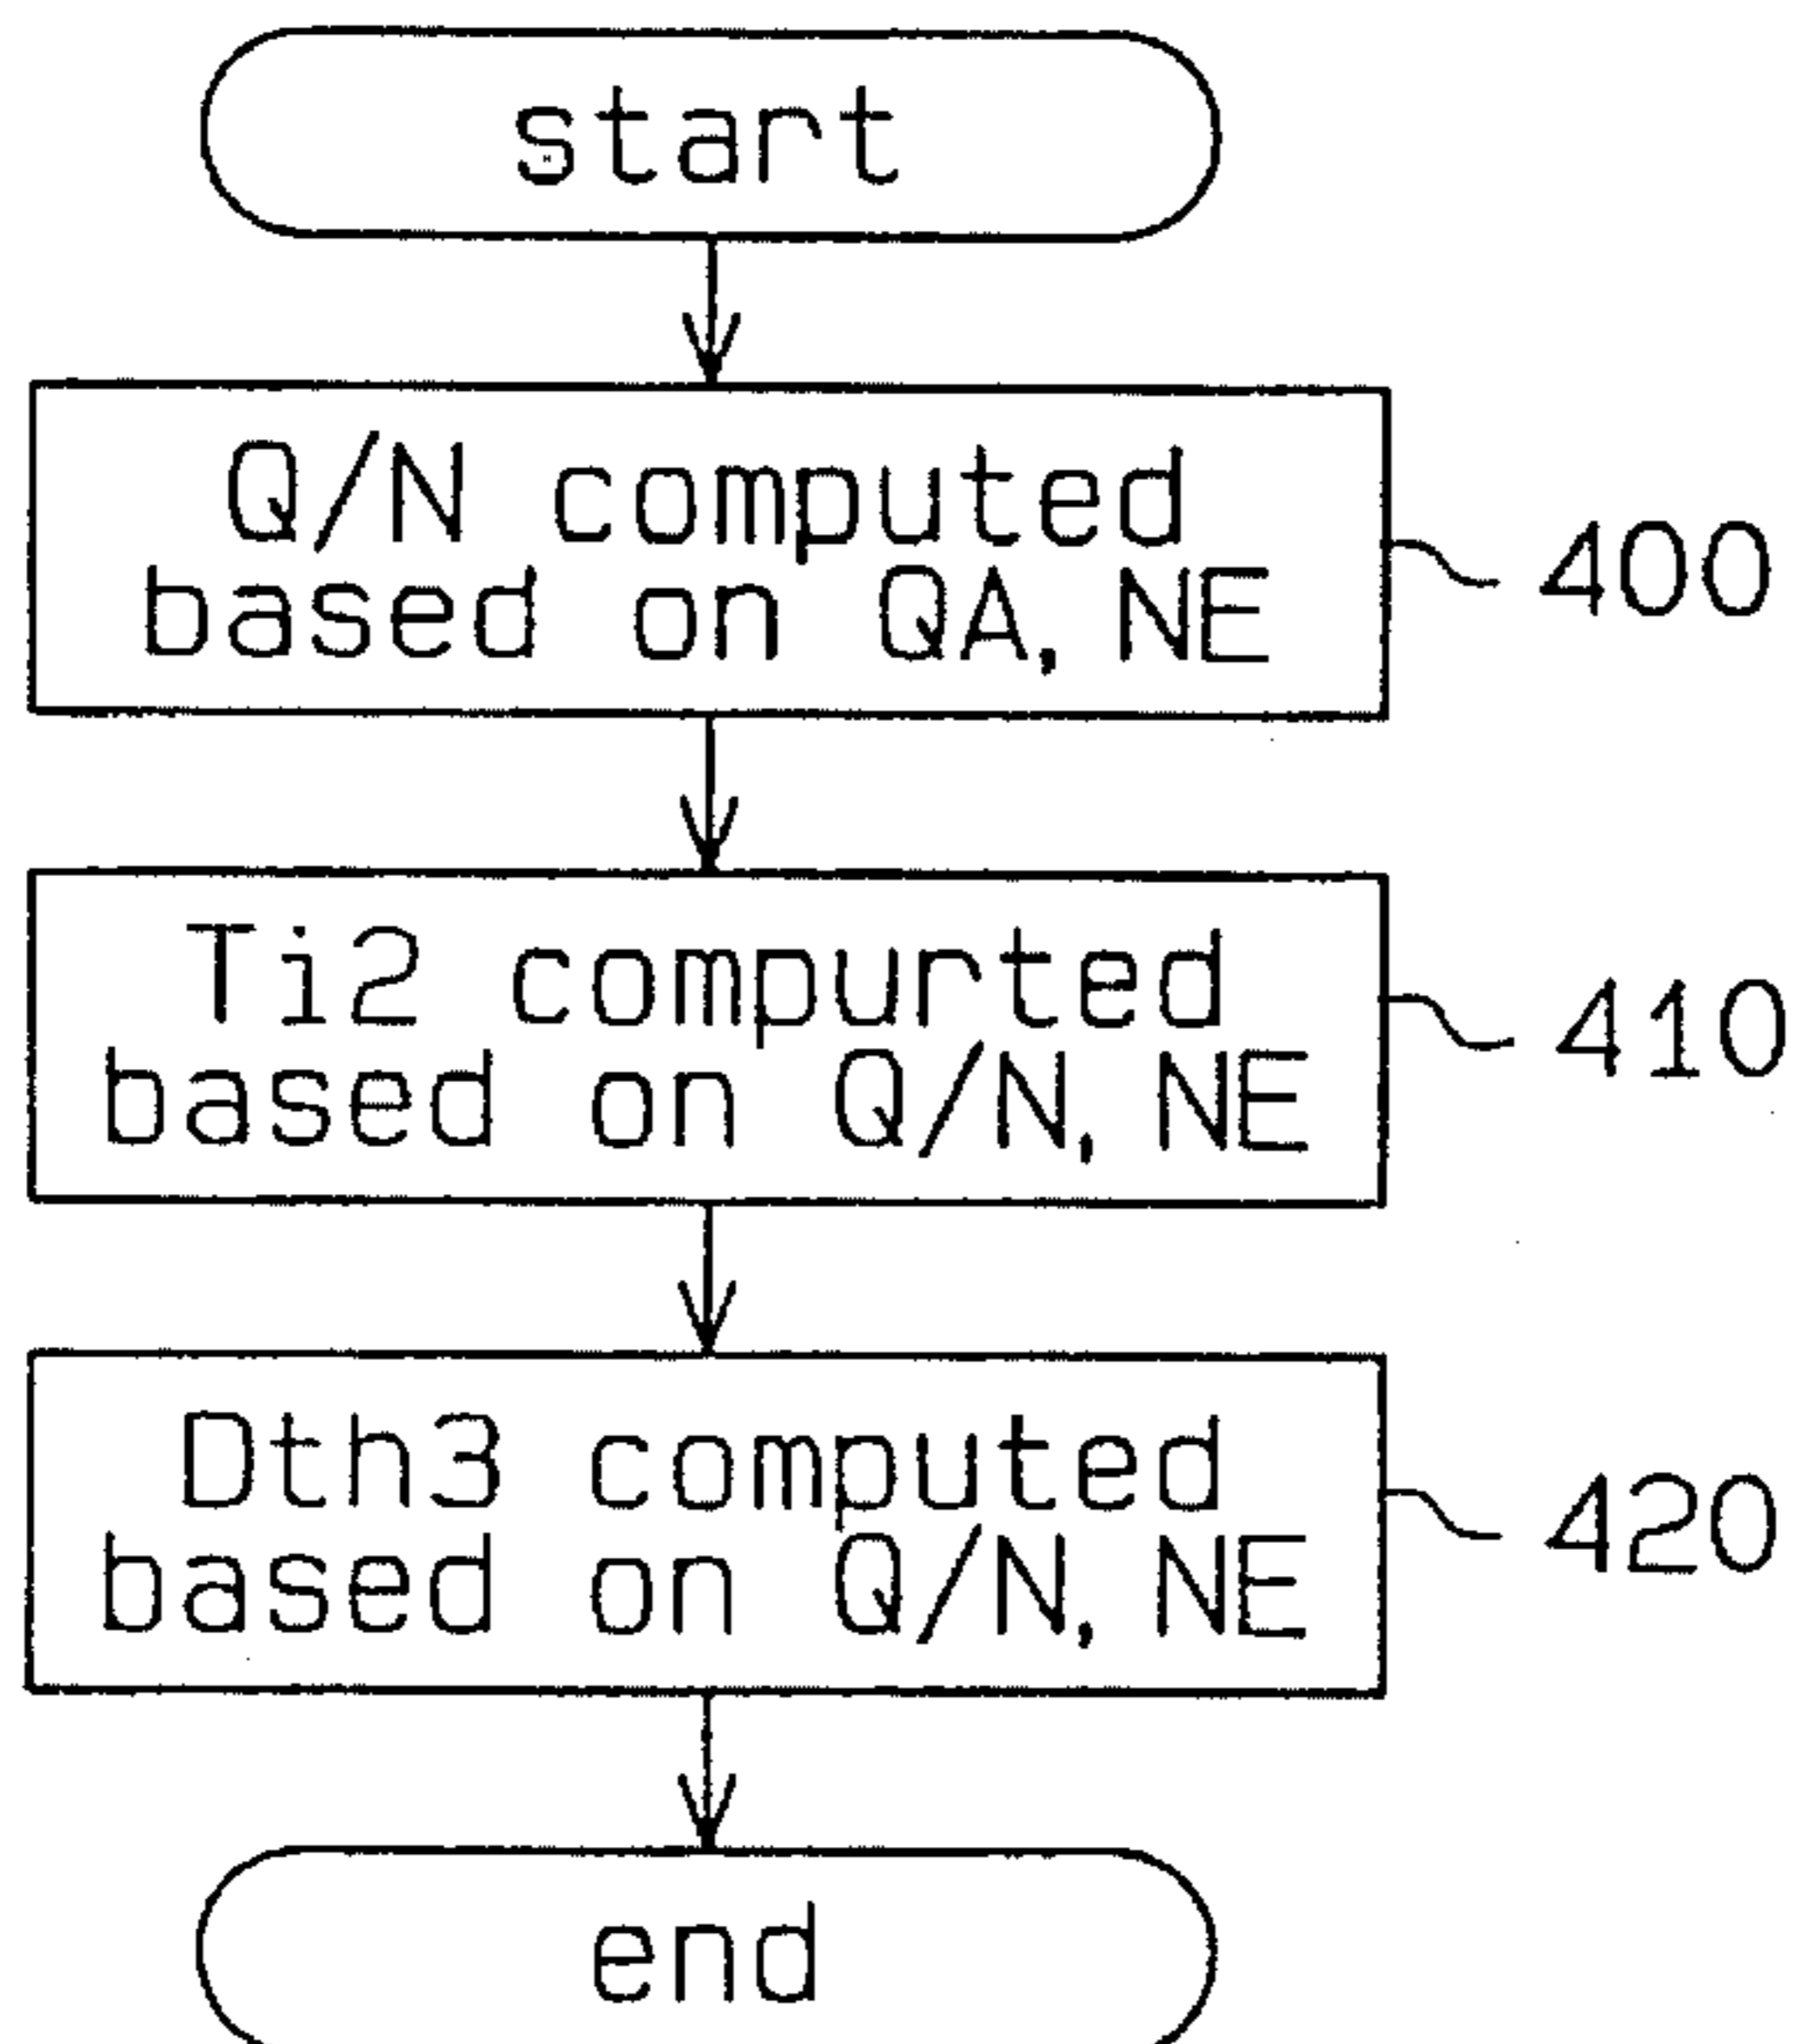 start
Q/N computed
based on QA, NE
400
Ti2 compurted
based on Q/N, NE
410
Dth3 computed
based on Q/N, NE
420
end